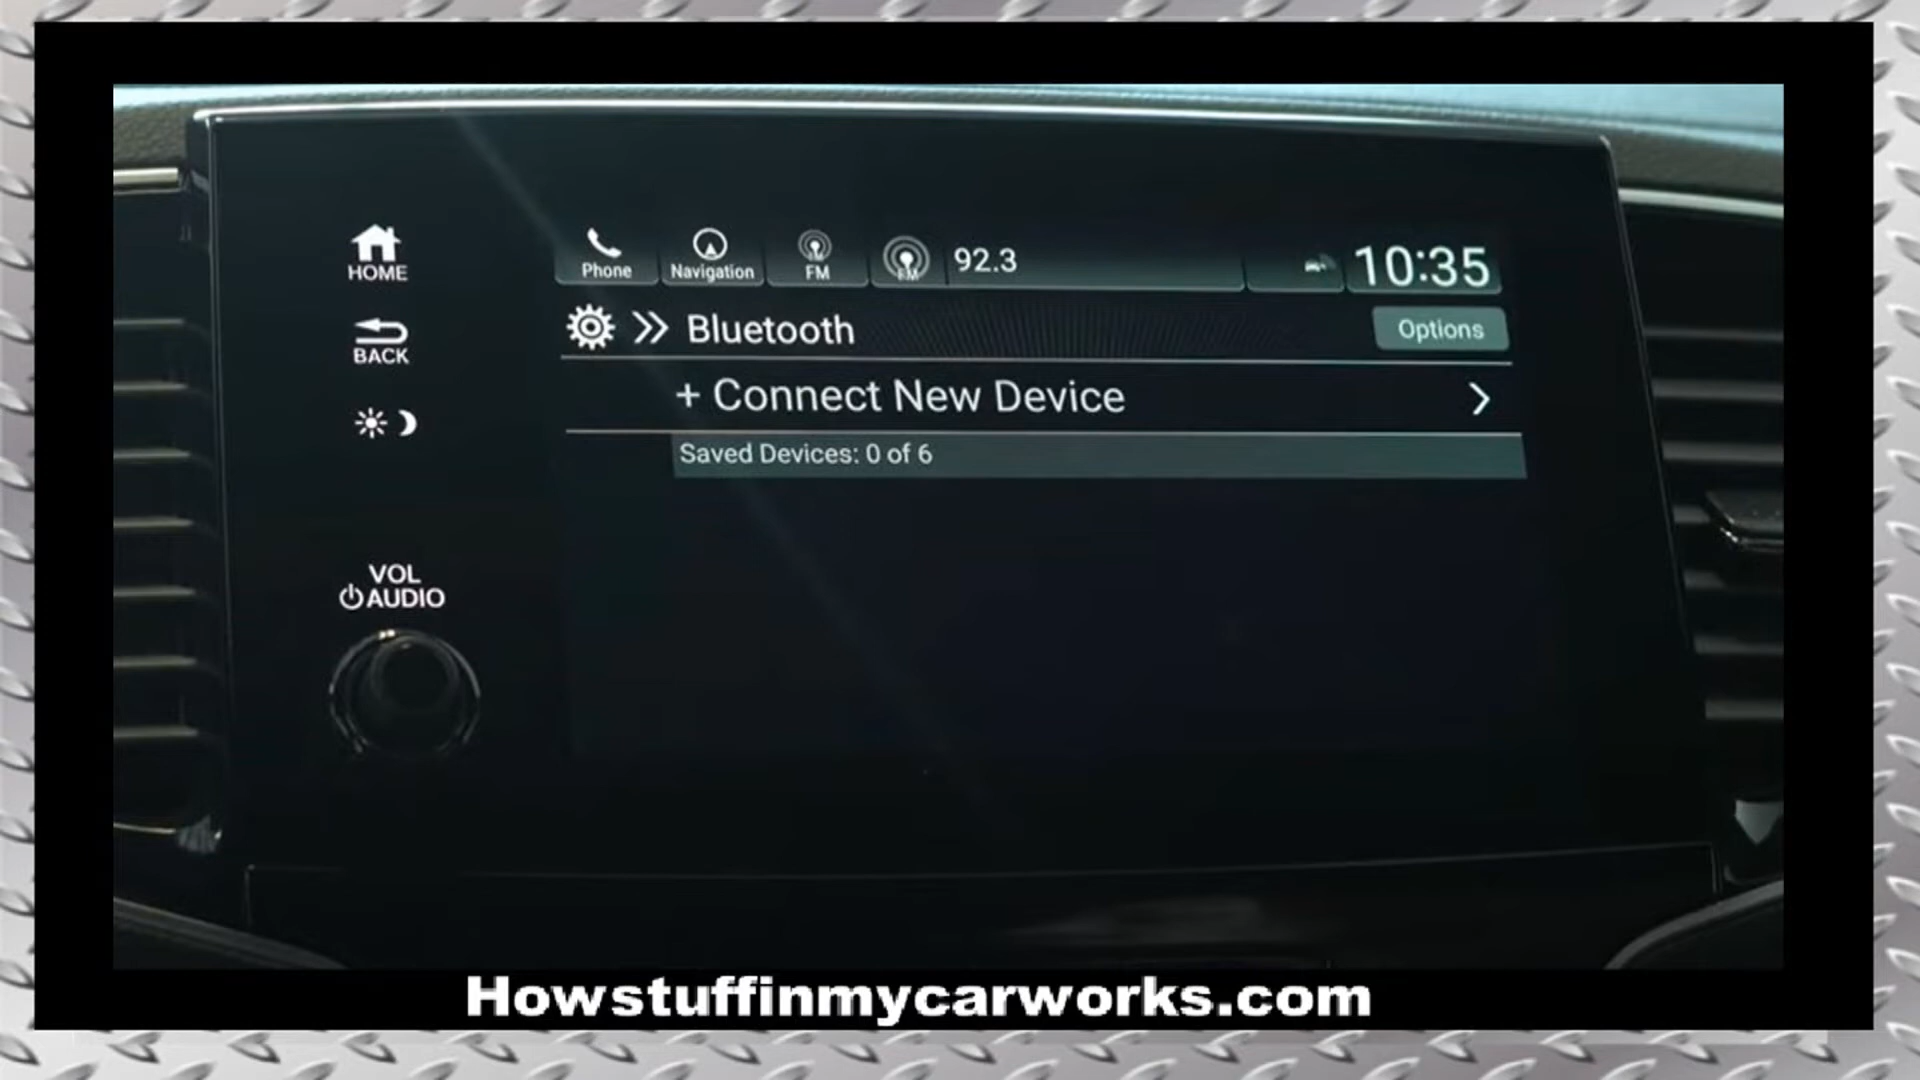 HOME
BACK
VOL
AUDIO
Phone
Navigation
FM
FM
92.3
10:35
Bluetooth
Options
+ Connect New Device
Saved Devices: 0 of 6
Howstuffinmycarworks.com